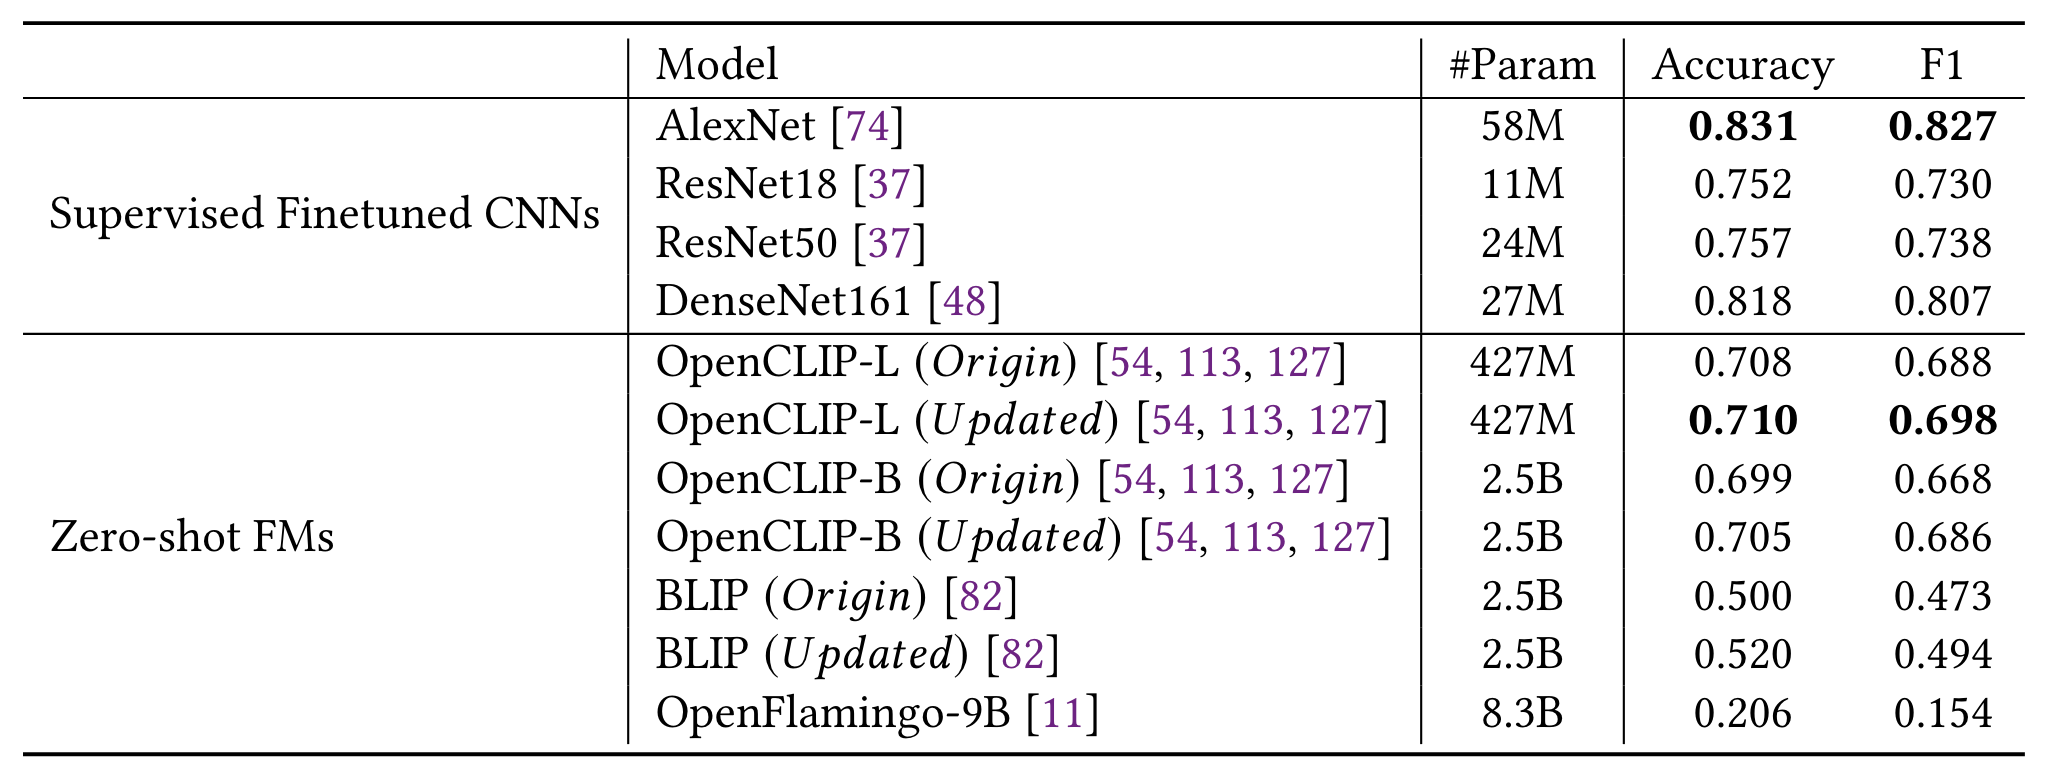 Model #Param Accuracy F1
AlexNet [74] 58M 0.831 0.827
ResNet18 [37] 11M 0.752 0.730
Supervised Finetuned CNNs
ResNet50 [37] 24M 0.757 0.738
DenseNet161 [48] 27M 0.818 0.807
OpenCLIP-L (Origin) [54, 113, 127] 427M 0.708 0.688
OpenCLIP-L (Updated) [54, 113, 127] 427M 0.710 0.698
OpenCLIP-B (Origin) [54, 113, 127] 2.5B 0.699 0.668
Zero-shot FMs OpenCLIP-B (Updated) [54, 113, 127] 2.5B 0.705 0.686
BLIP (Origin) [82] 2.5B 0.500 0.473
BLIP (Updated) [82] 2.5B 0.520 0.494
OpenFlamingo-9B [11] 8.3B 0.206 0.154